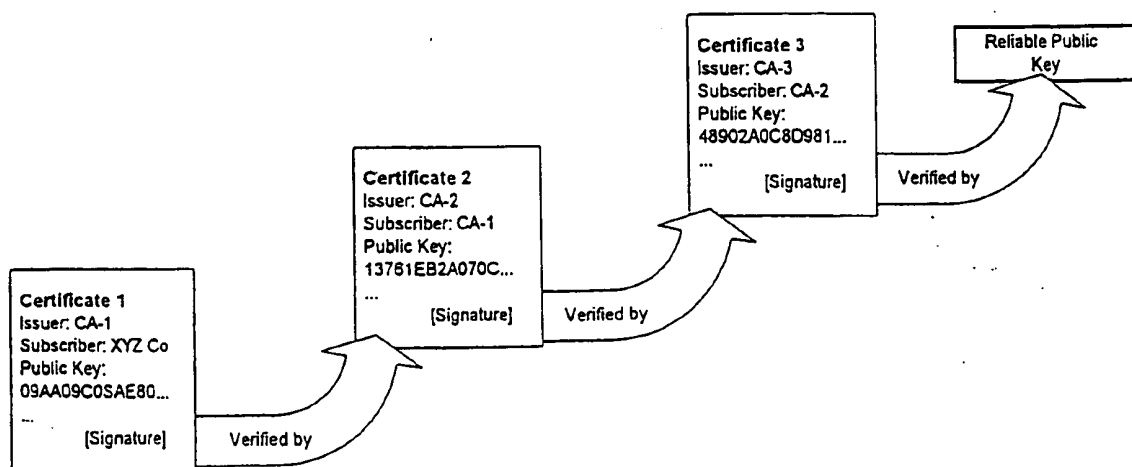 Certificate 1
Issuer: CA-1
Subscriber: XYZ Co
Public Key:
09AA09C0SAE80...
...
[Signature]
Verified by
Certificate 2
Issuer: CA-2
Subscriber: CA-1
Public Key:
13761EB2A070C...
...
[Signature]
Verified by
Certificate 3
Issuer: CA-3
Subscriber: CA-2
Public Key:
48902A0C8D981...
...
[Signature]
Verified by
Reliable Public
Key